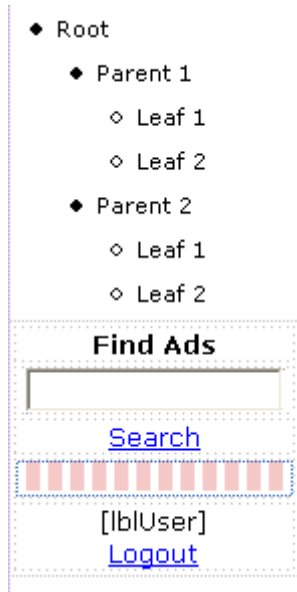 Root
Parent 1
Leaf 1
Leaf 2
Parent 2
Leaf 1
Leaf 2
Find Ads
Search
[lblUser]
Logout